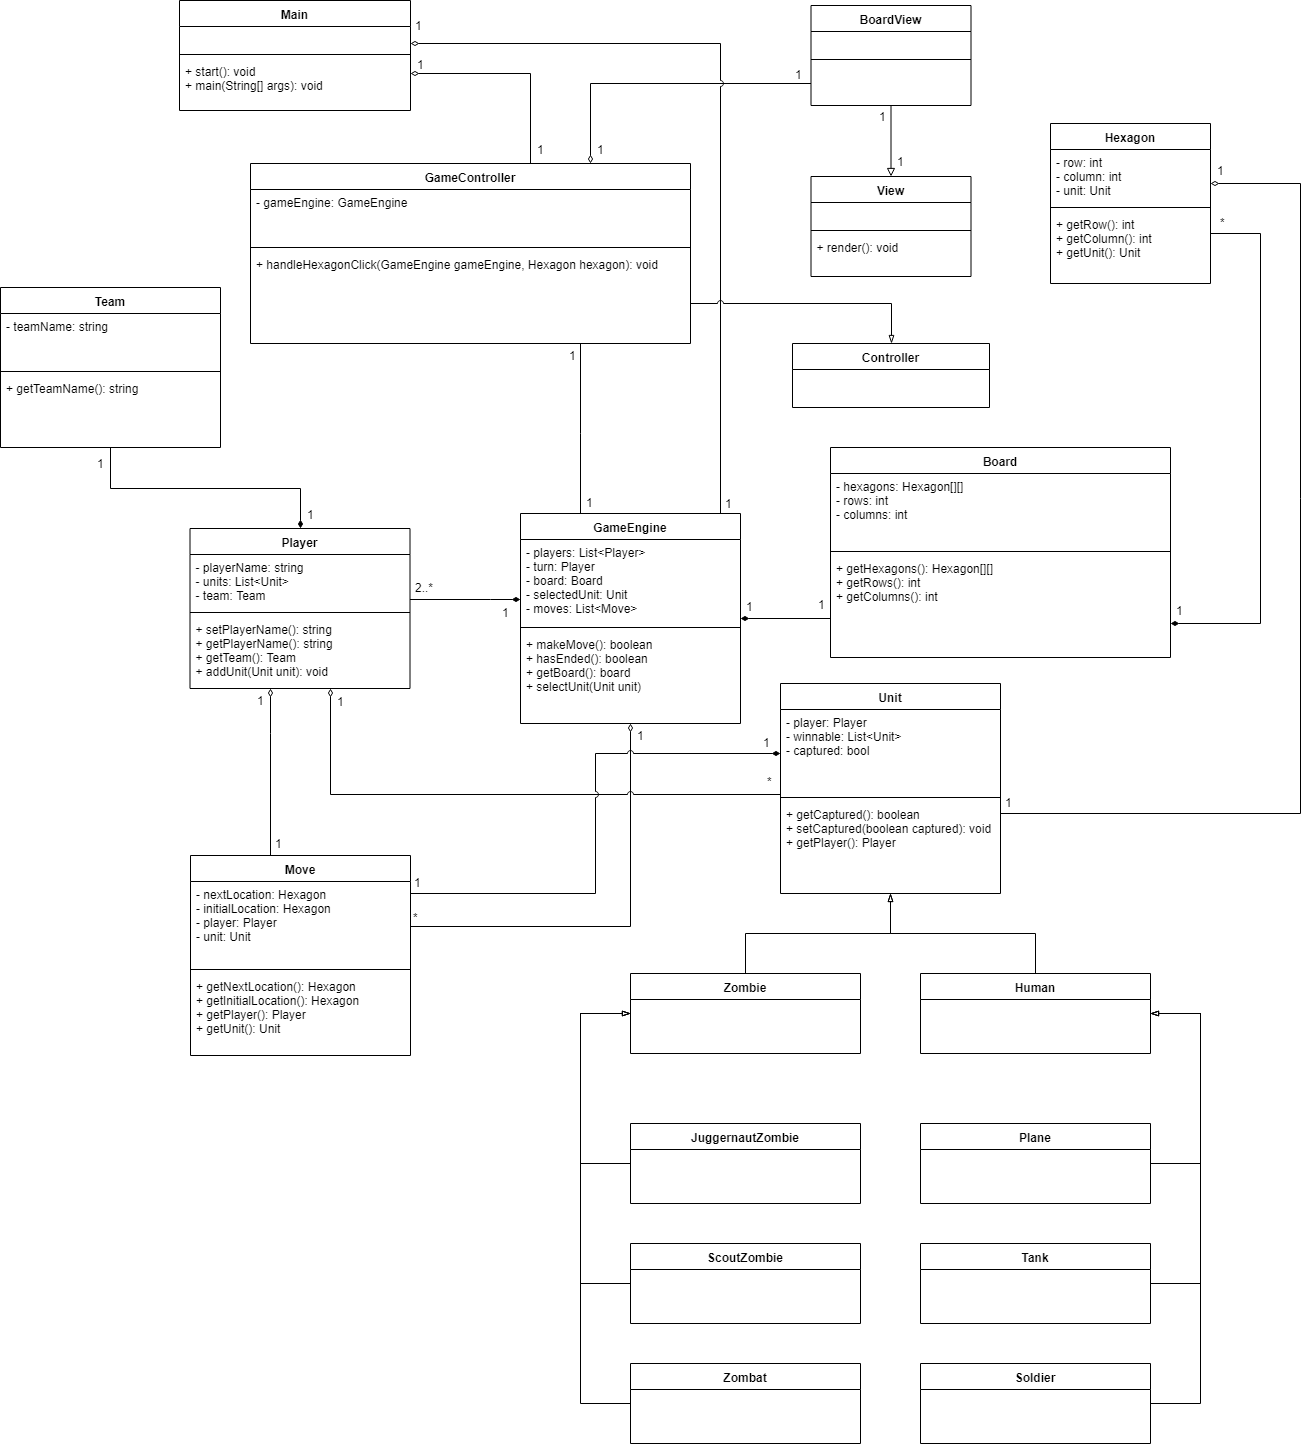 Main
+ start(): void
+ main(String[] args): void
1
1
BoardView
1
1
1
View
+ render(): void
Hexagon
- row: int
- column: int
- unit: Unit
+ getRow(): int
+ getColumn(): int
+ getUnit(): Unit
1
*
1
1
GameController
- gameEngine: GameEngine
+ handleHexagonClick(GameEngine gameEngine, Hexagon hexagon): void
1
Controller
Team
- teamName: string
+ getTeamName(): string
1
1
Player
- playerName: string
- units: List<Unit>
- team: Team
+ setPlayerName(): string
+ getPlayerName(): string
+ getTeam(): Team
+ addUnit(Unit unit): void
2..*
1
1
1
1
1
GameEngine
- players: List<Player>
- turn: Player
- board: Board
- selectedUnit: Unit
- moves: List<Move>
+ makeMove(): boolean
+ hasEnded(): boolean
+ getBoard(): board
+ selectUnit(Unit unit)
1
1
1
Board
- hexagons: Hexagon[][]
- rows: int
- columns: int
+ getHexagons(): Hexagon[][]
+ getRows(): int
+ getColumns(): int
1
Unit
- player: Player
- winnable: List<Unit>
- captured: bool
+ getCaptured(): boolean
+ setCaptured(boolean captured): void
+ getPlayer(): Player
1
*
1
1
Move
- nextLocation: Hexagon
- initialLocation: Hexagon
- player: Player
- unit: Unit
+ getNextLocation(): Hexagon
+ getInitialLocation(): Hexagon
+ getPlayer(): Player
+ getUnit(): Unit
1
*
Zombie
Human
JuggernautZombie
Plane
ScoutZombie
Tank
Zombat
Soldier